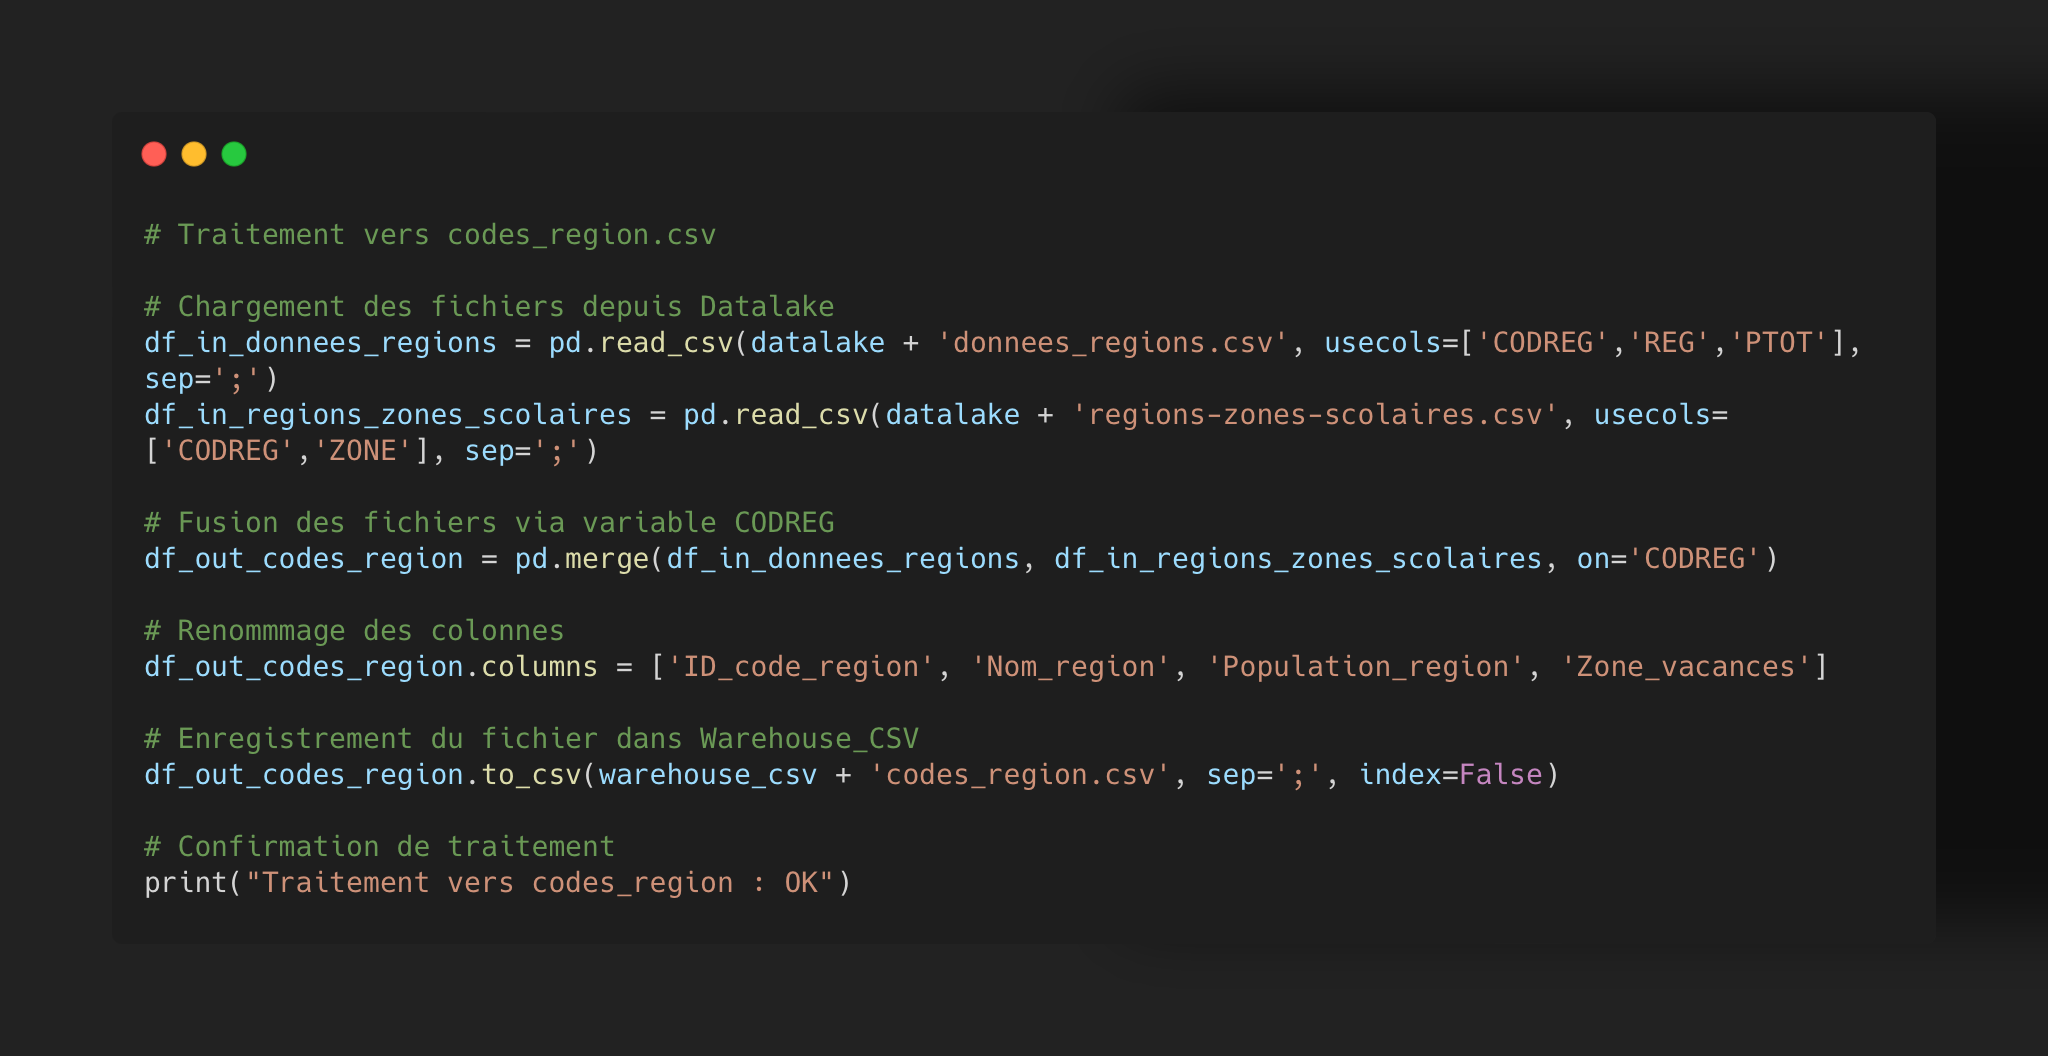 # Traitement vers codes_region.csv
# Chargement des fichiers depuis Datalake
df_in_donnees_regions = pd.read_csv(datalake + 'donnees_regions.csv', usecols=['CODREG','REG','PTOT'],
sep=';')
df_in_regions_zones_scolaires = pd.read_csv(datalake + 'regions-zones-scolaires.csv', usecols=
['CODREG','ZONE'], sep=';')
# Fusion des fichiers via variable CODREG
df_out_codes_region = pd.merge(df_in_donnees_regions, df_in_regions_zones_scolaires, on='CODREG')
# Renommmage des colonnes
df_out_codes_region.columns = ['ID_code_region', 'Nom_region', 'Population_region', 'Zone_vacances']
# Enregistrement du fichier dans Warehouse_CSV
df_out_codes_region.to_csv(warehouse_csv + 'codes_region.csv', sep=';', index=False)
# Confirmation de traitement
print("Traitement vers codes_region : OK")